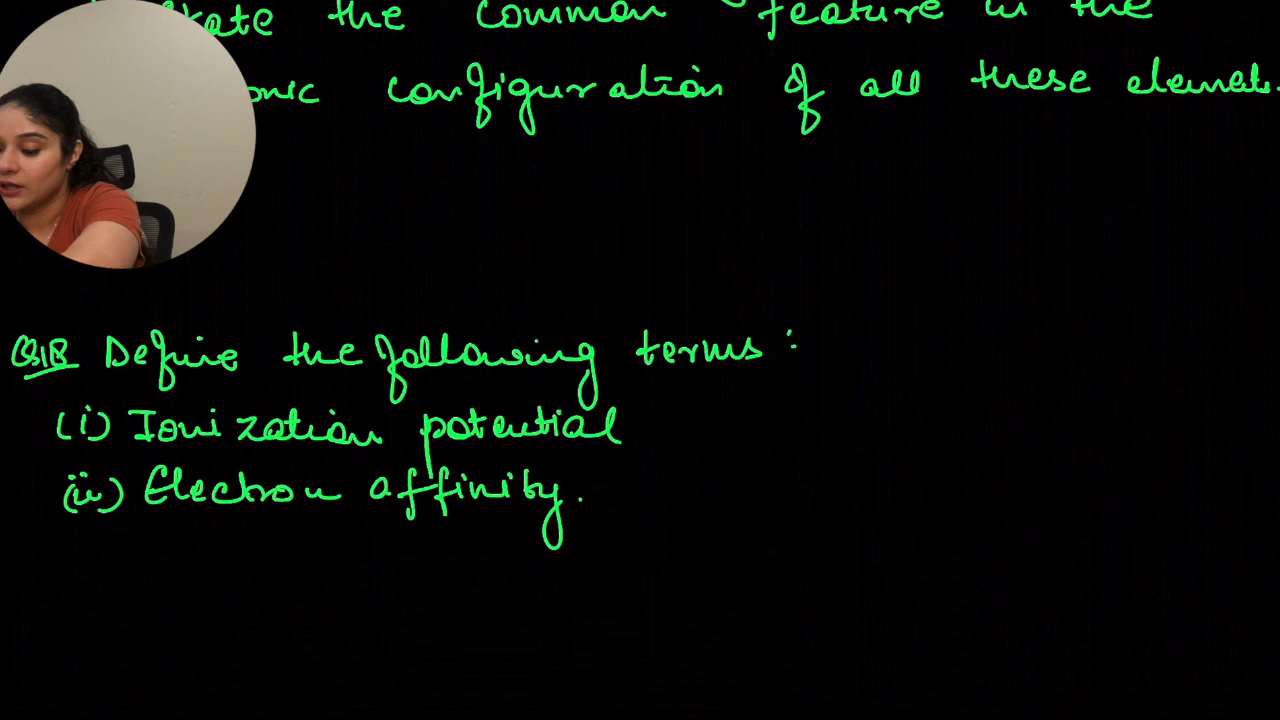 the common feature in the
configuration of all these elements.
Q18 Define the following terms :
(i) Ionization potential
(ii) Electron affinity.